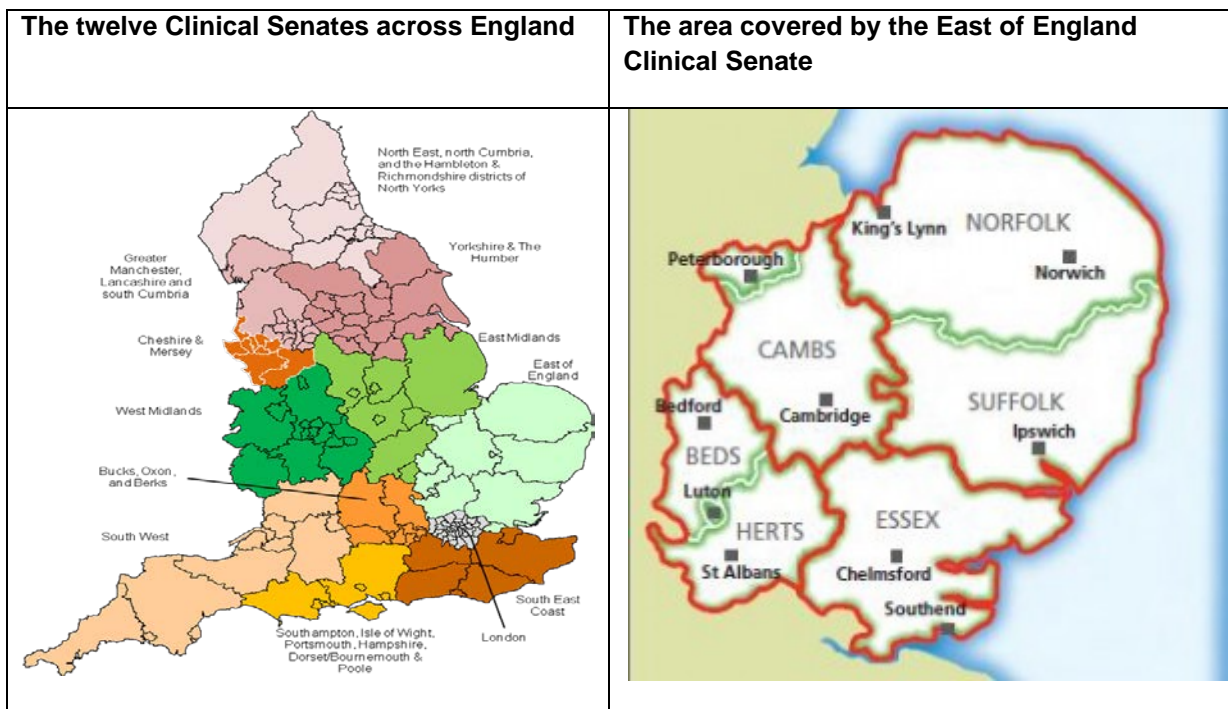 The twelve Clinical Senates across England
The area covered by the East of England
Clinical Senate
North East, north Cumbria,
and the Hambleton &
Richmondshire districts of
North Yorks
Yorkshire & The
Humber
Greater
Manchester,
Lancashire and
south Cumbria
Cheshire &
Mersey
East Midlands
East of
England
West Midlands
Bucks, Oxon,
and Berks
South West
South East
Coast
London
Southampton, Isle of Wight,
Portsmouth, Hampshire,
Dorset/Bournemouth &
Poole
King's Lynn
NORFOLK
Norwich
Peterborough
CAMBS
Cambridge
SUFFOLK
Ipswich
Bedford
BEDS
Luton
HERTS
St Albans
ESSEX
Chelmsford
Southend